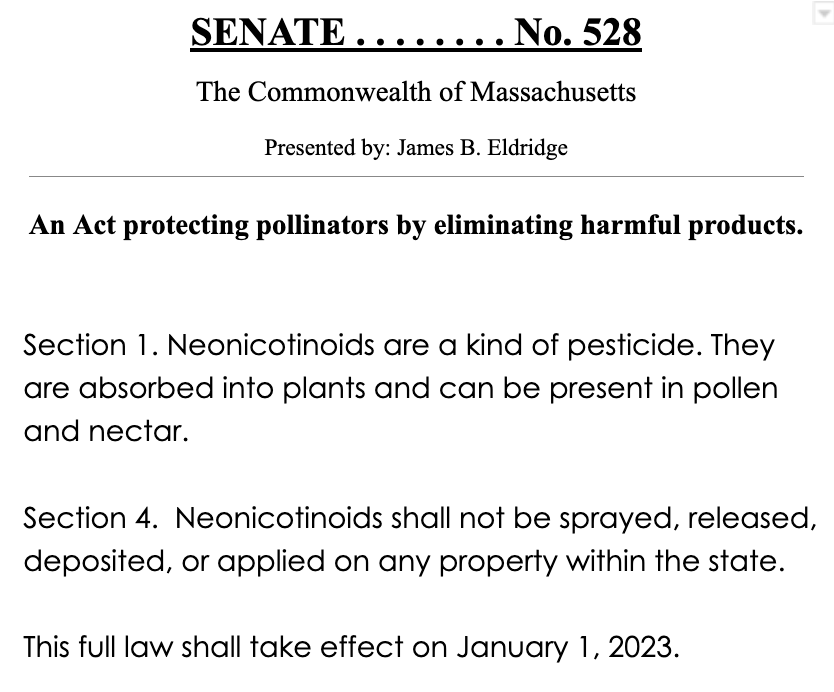 SENATE . . . . . . . . No. 528
The Commonwealth of Massachusetts
Presented by: James B. Eldridge
An Act protecting pollinators by eliminating harmful products.
Section 1. Neonicotinoids are a kind of pesticide. They
are absorbed into plants and can be present in pollen
and nectar.
Section 4.  Neonicotinoids shall not be sprayed, released,
deposited, or applied on any property within the state.
This full law shall take effect on January 1, 2023.